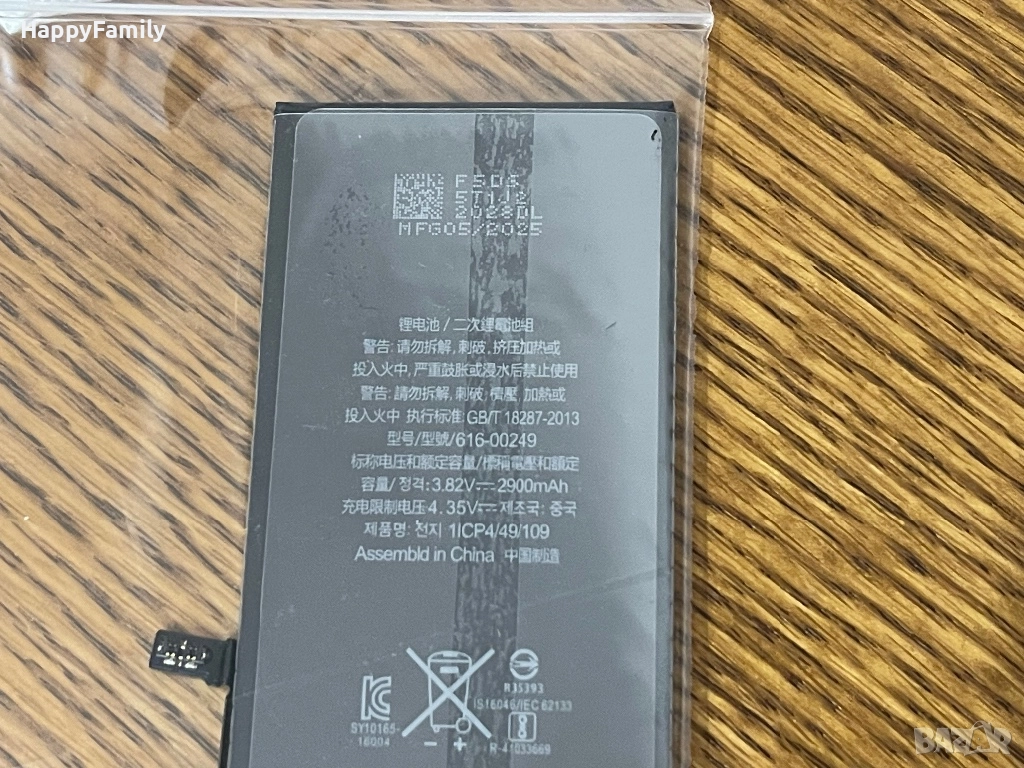 HappyFamily
F5D3
5T1J2
2028DL
MFG05/2025
锂电池/二次鋰電池组
警告: 请勿拆解, 刺破, 挤压加热或
投入火中, 严重鼓胀或浸水后禁止使用
警告: 請勿拆解, 刺破, 擠壓, 加熱或
投入火中 执行标准: GB/T 18287-2013
型号/型號/616-00249
标称电压和额定容量/標稱電壓和額定
容量/ 정격: 3.82V⎓2900mAh
充电限制电压: 4.35V⎓ 제조국: 중국
제품명: 전지 1ICP4/49/109
Assembld in China 中国制造
R35393
IS16046/IEC 62133
SY10165-
16004
R-41033669
BAZAR